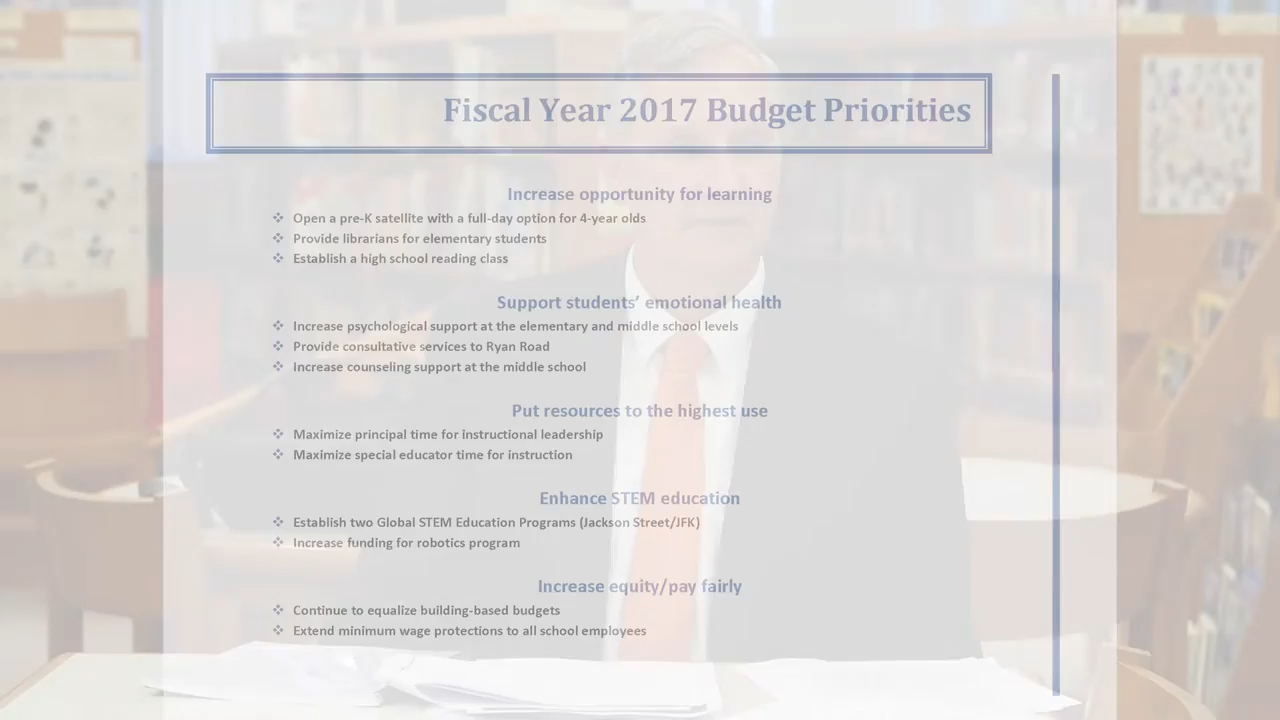 Fiscal Year 2017 Budget Priorities
Increase opportunity for learning
❖ Open a pre-K satellite with a full-day option for 4-year olds
❖ Provide librarians for elementary students
❖ Establish a high school reading class
Support students’ emotional health
❖ Increase psychological support at the elementary and middle school levels
❖ Provide consultative services to Ryan Road
❖ Increase counseling support at the middle school
Put resources to the highest use
❖ Maximize principal time for instructional leadership
❖ Maximize special educator time for instruction
Enhance STEM education
❖ Establish two Global STEM Education Programs (Jackson Street/JFK)
❖ Increase funding for robotics program
Increase equity/pay fairly
❖ Continue to equalize building-based budgets
❖ Extend minimum wage protections to all school employees